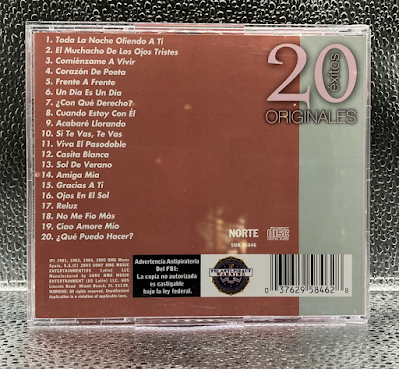 1. Toda La Noche Oliendo A Ti
2. El Muchacho De Los Ojos Tristes
3. Comiénzame A Vivir
4. Corazón De Poeta
5. Frente A Frente
6. Un Día Es Un Día
7. ¿Con Qué Derecho?
8. Cuando Estoy Con Él
9. Acabaré Llorando
10. Si Te Vas, Te Vas
11. Viva El Pasodoble
12. Casita Blanca
13. Sol De Verano
14. Amiga Mía
15. Gracias A Ti
16. Ojos En El Sol
17. Reluz
18. No Me Fío Más
19. Ciao Amore Mio
20. ¿Qué Puedo Hacer?
20
éxitos
ORIGINALES
NORTE
Advertencia Antipiratería
Del FBI:
La copia no autorizada
es castigable
bajo la ley federal.
0 37629 58462 8